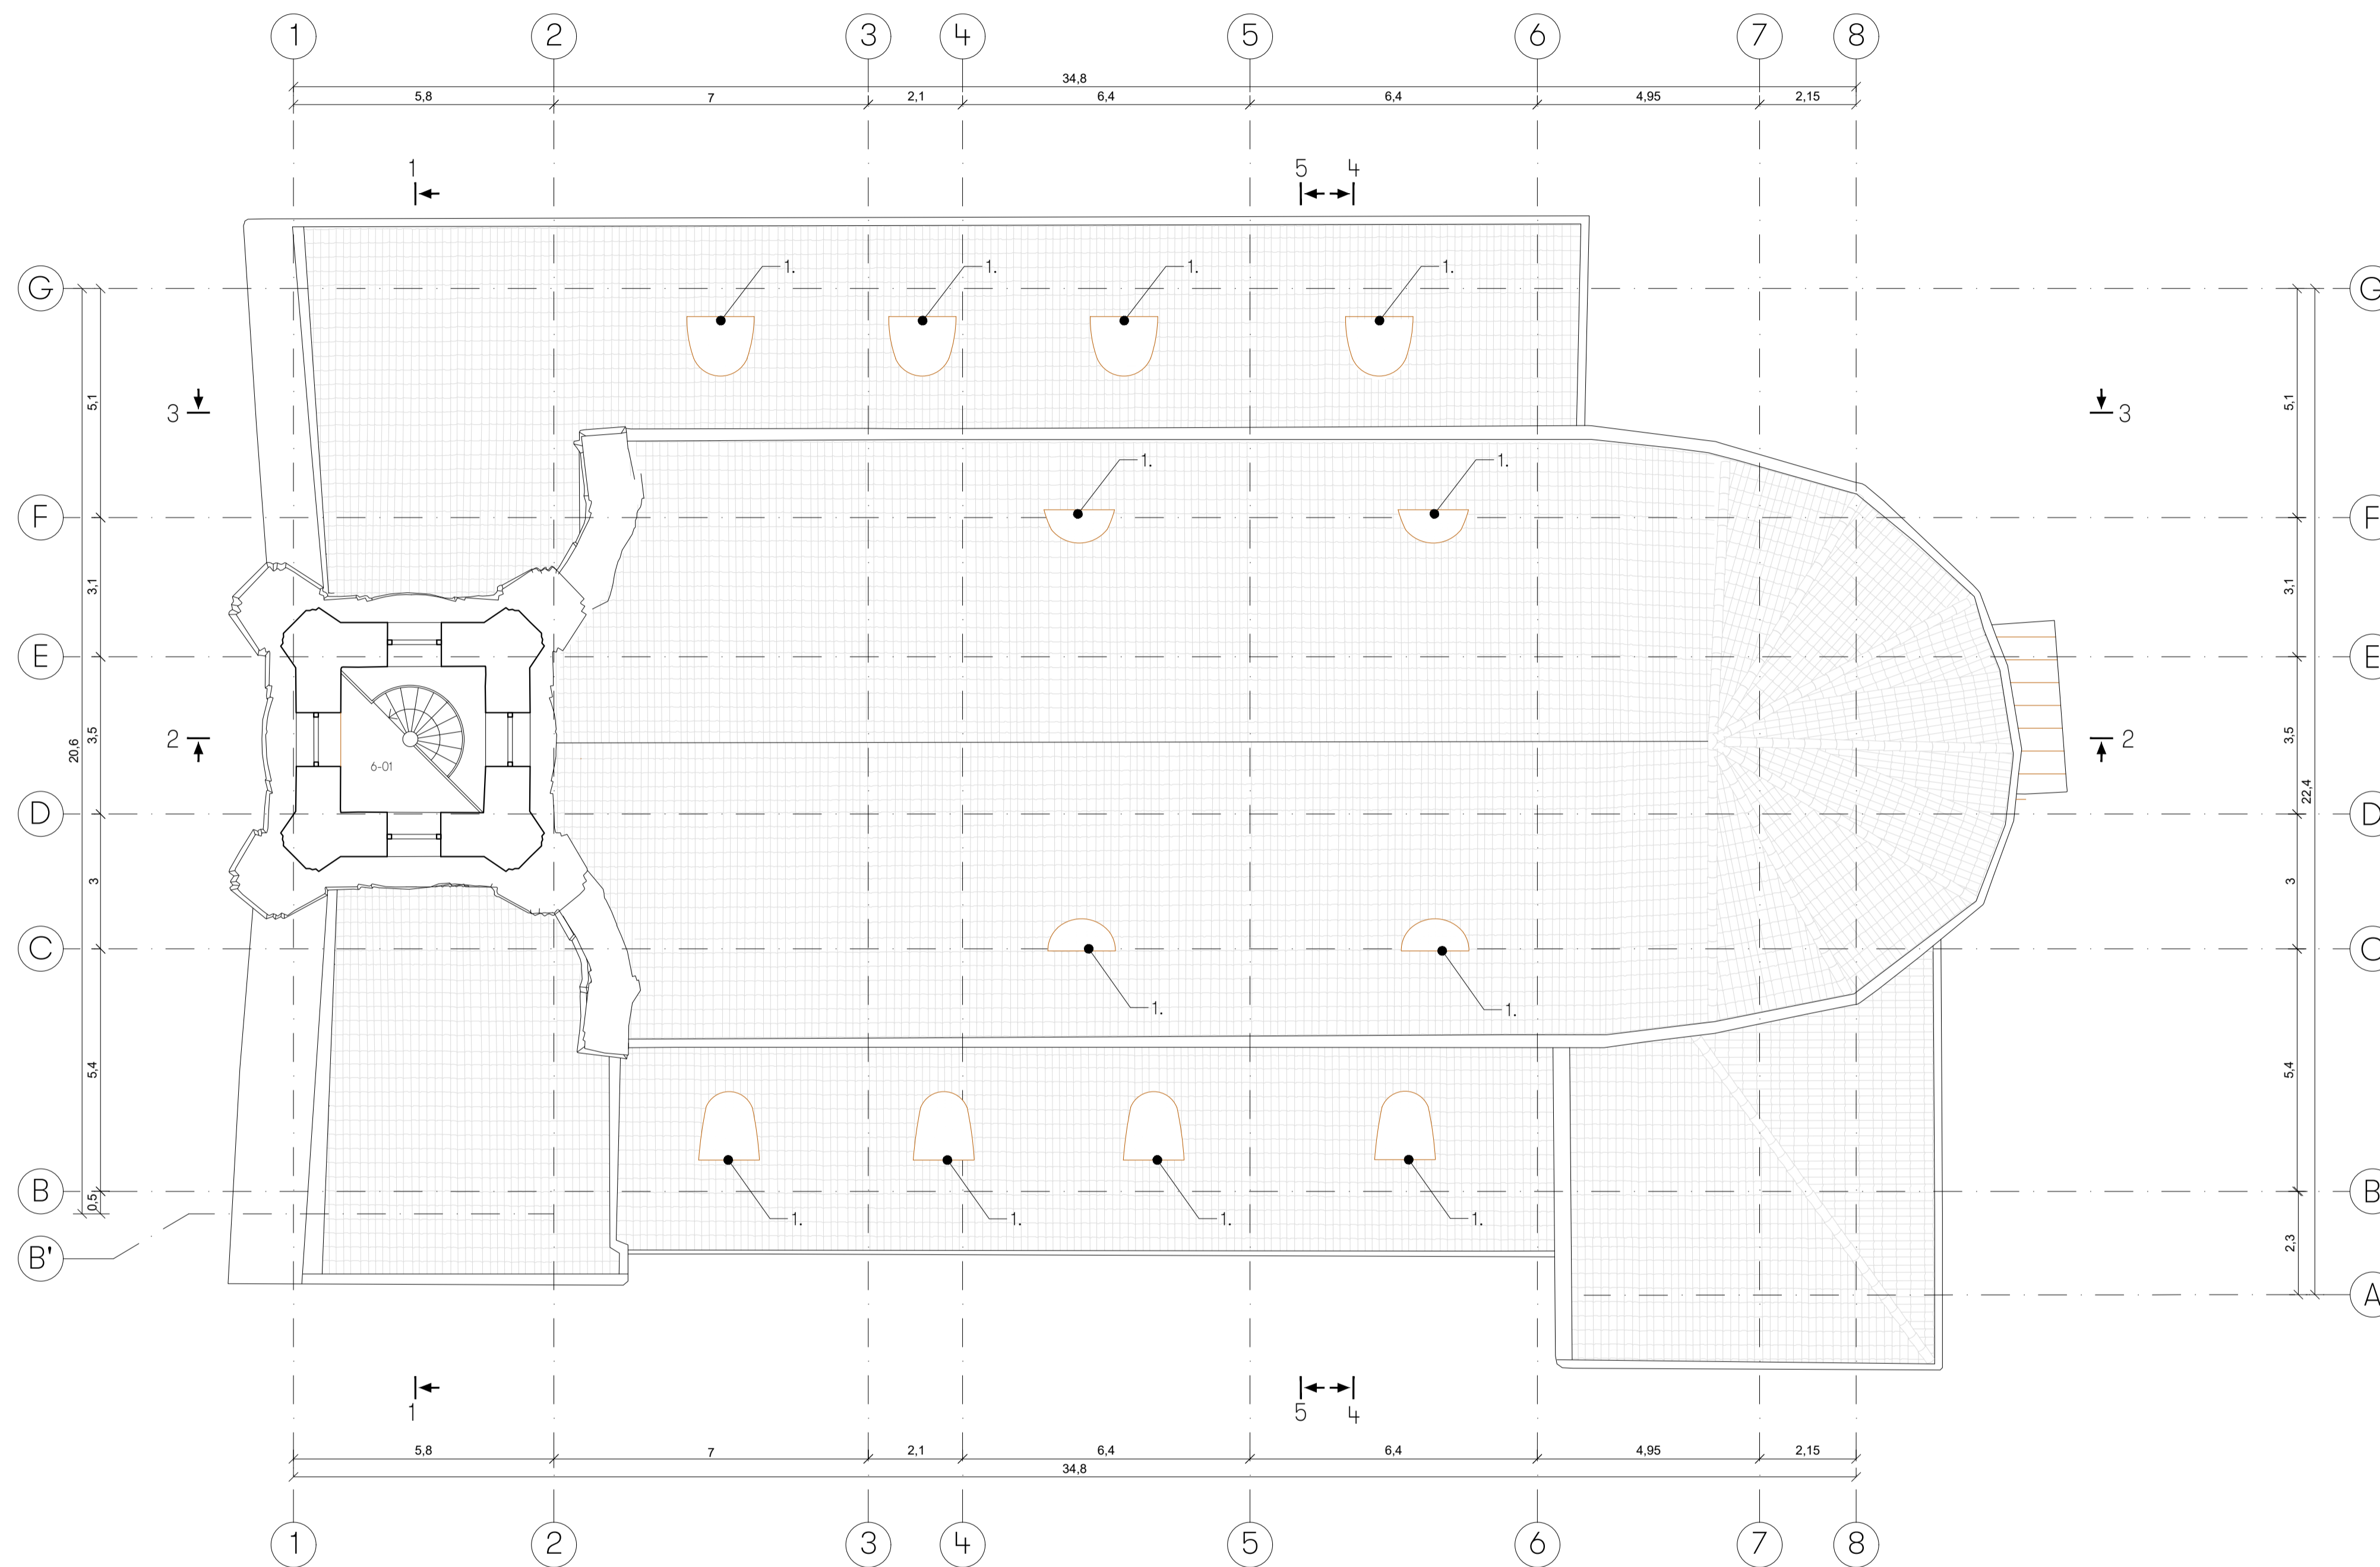 1 2 3 4 5 6 7 8
34,8
5,8 7 2,1 6,4 6,4 4,95 2,15
1 5 4
1. 1. 1. 1.
G G
5,1 5,1
3 3
1. 1.
F F
3,1 3,1
E E
20,6 3,5 3,5 22,4
2 2
6-01
D D
3 3
C C
1. 1.
5,4 5,4
B B
1. 1. 1. 1.
0,5
B'
2,3
A
1 5 4
5,8 7 2,1 6,4 6,4 4,95 2,15
34,8
1 2 3 4 5 6 7 8